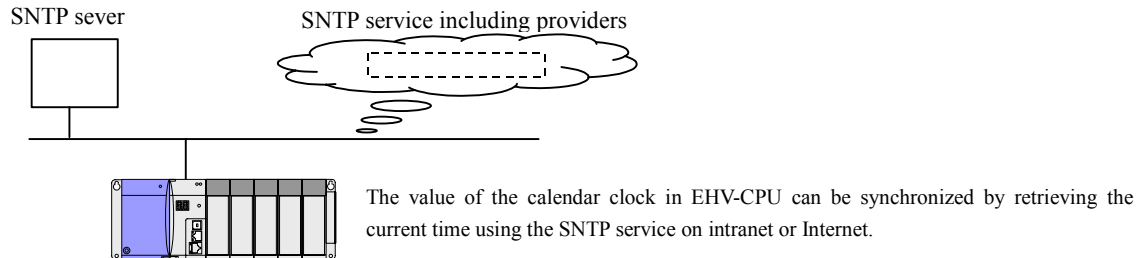 SNTP sever
SNTP service including providers
The value of the calendar clock in EHV-CPU can be synchronized by retrieving the
current time using the SNTP service on intranet or Internet.